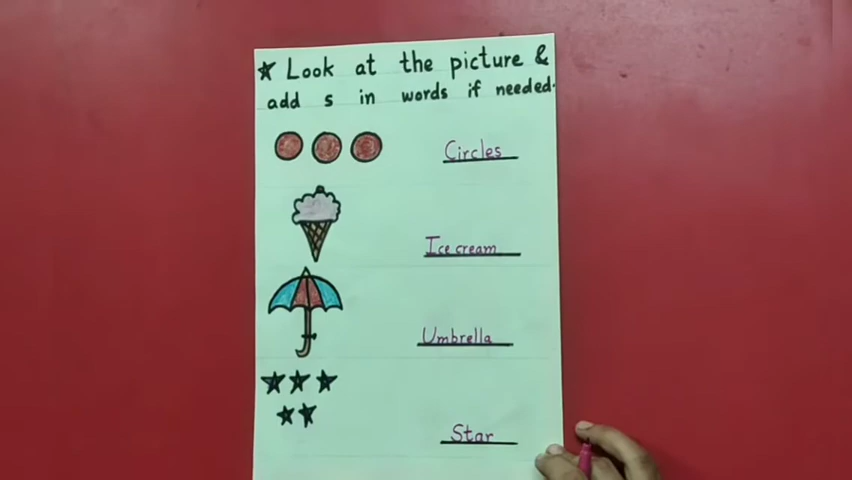 Look at the picture &
add s in words if needed.
Circles
Ice cream
Umbrella
Star